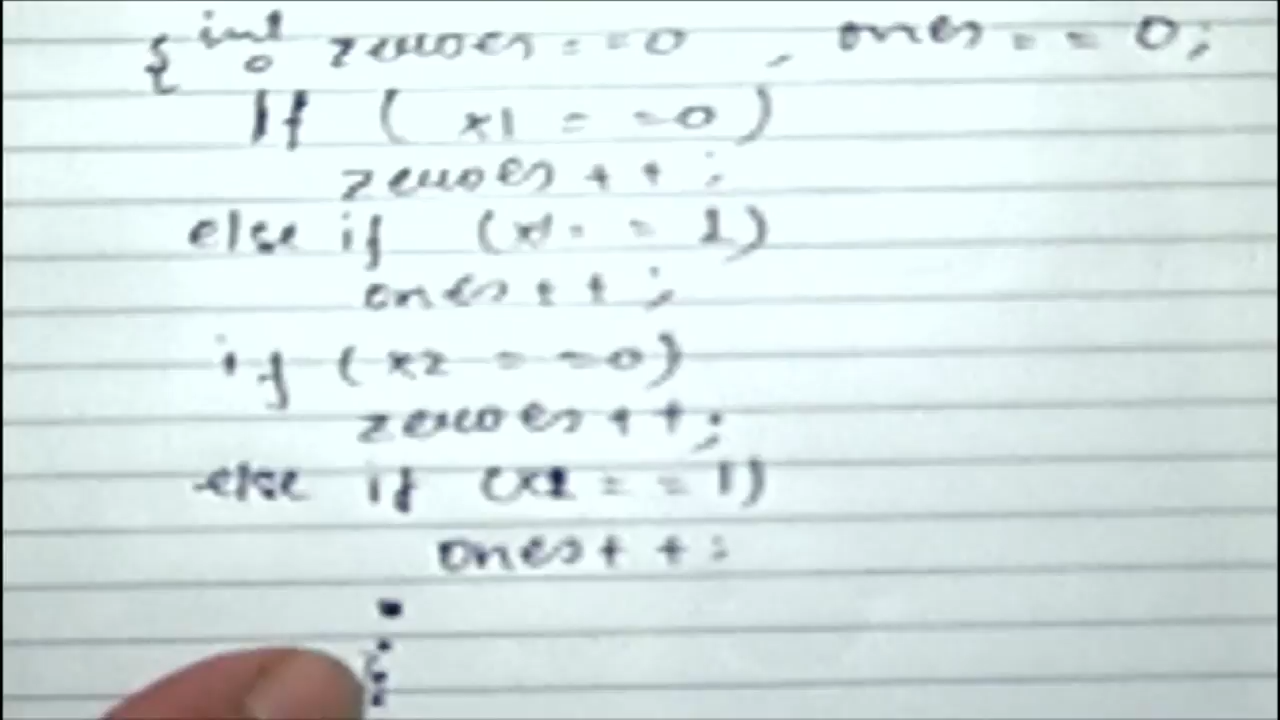 { int zeroes = =0 , ones = = 0;
If ( x1 = =0 )
zeroes + + ;
else if (x1 = = 1)
ones + + ;
if ( x2 = =0)
zeroes + + ;
else if (x2 = = 1)
ones + + ;